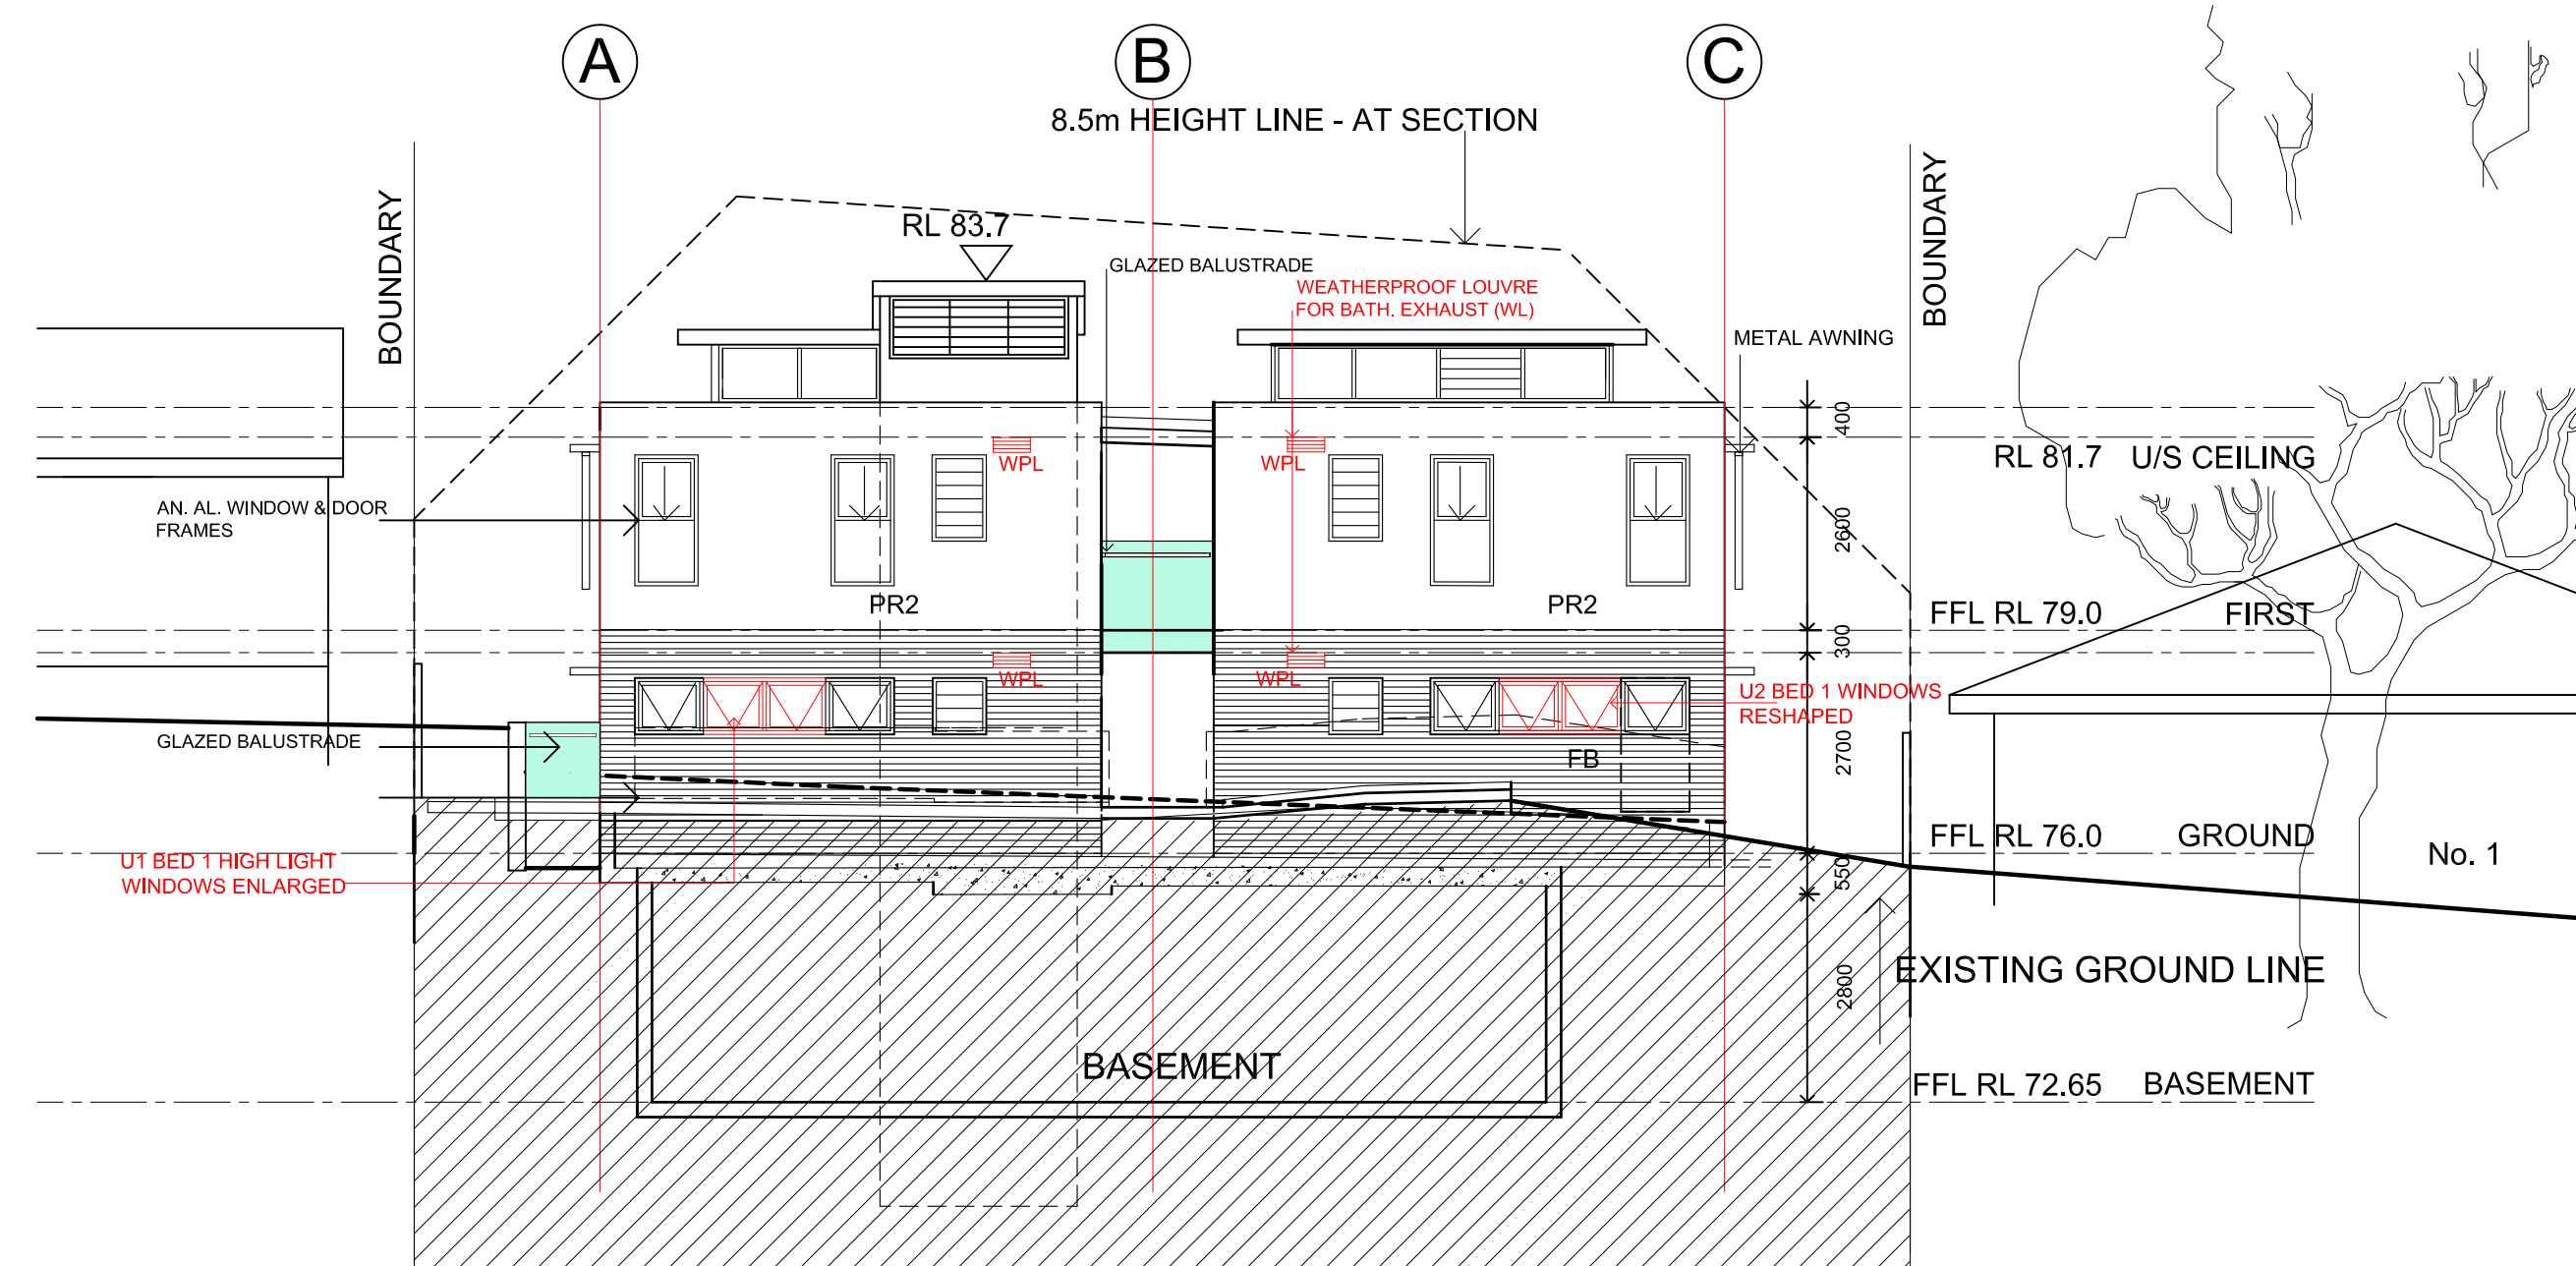 A
B
C
8.5m HEIGHT LINE - AT SECTION
BOUNDARY
BOUNDARY
RL 83.7
GLAZED BALUSTRADE
WEATHERPROOF LOUVRE
FOR BATH. EXHAUST (WL)
METAL AWNING
400
WPL
WPL
RL 81.7 U/S CEILING
AN. AL. WINDOW & DOOR
FRAMES
2600
PR2
PR2
FFL RL 79.0 FIRST
300
WPL
WPL
U2 BED 1 WINDOWS
RESHAPED
GLAZED BALUSTRADE
2700
FB
FFL RL 76.0 GROUND
No. 1
U1 BED 1 HIGH LIGHT
WINDOWS ENLARGED
550
EXISTING GROUND LINE
2800
BASEMENT
FFL RL 72.65 BASEMENT